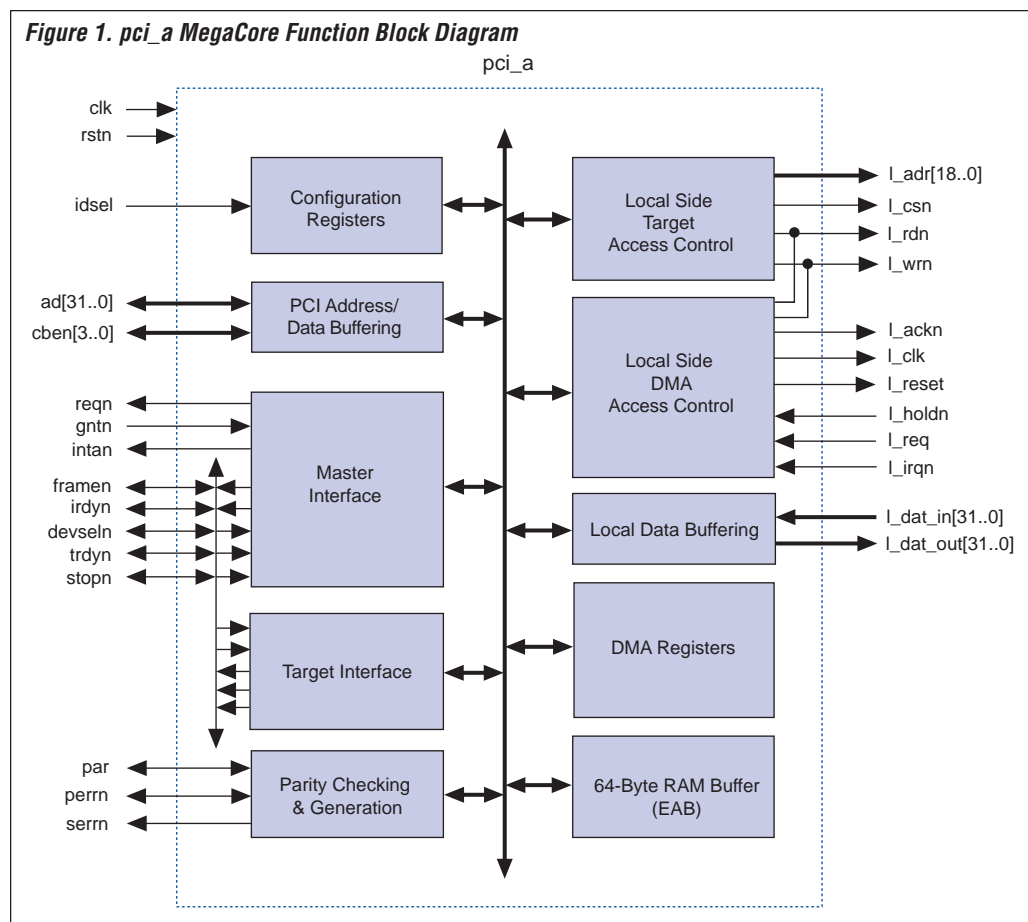 Figure 1. pci_a MegaCore Function Block Diagram
pci_a
clk
rstn
idsel
ad[31..0]
cben[3..0]
reqn
gntn
intan
framen
irdyn
devseln
trdyn
stopn
par
perrn
serrn
Configuration
Registers
PCI Address/
Data Buffering
Master
Interface
Target Interface
Parity Checking
& Generation
Local Side
Target
Access Control
Local Side
DMA
Access Control
Local Data Buffering
DMA Registers
64-Byte RAM Buffer
(EAB)
l_adr[18..0]
l_csn
l_rdn
l_wrn
l_ackn
l_clk
l_reset
l_holdn
l_req
l_irqn
l_dat_in[31..0]
l_dat_out[31..0]